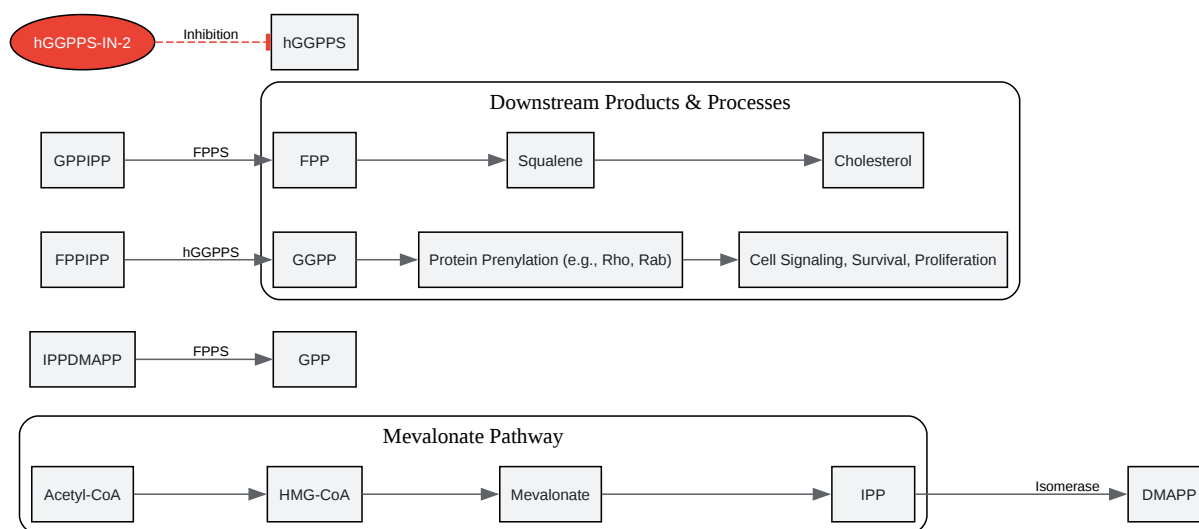 hGGPPS-IN-2
Inhibition
hGGPPS
Downstream Products & Processes
GPPIPP
FPPS
FPP
Squalene
Cholesterol
FPPIPP
hGGPPS
GGPP
Protein Prenylation (e.g., Rho, Rab)
Cell Signaling, Survival, Proliferation
IPPDMAPP
FPPS
GPP
Mevalonate Pathway
Acetyl-CoA
HMG-CoA
Mevalonate
IPP
Isomerase
DMAPP